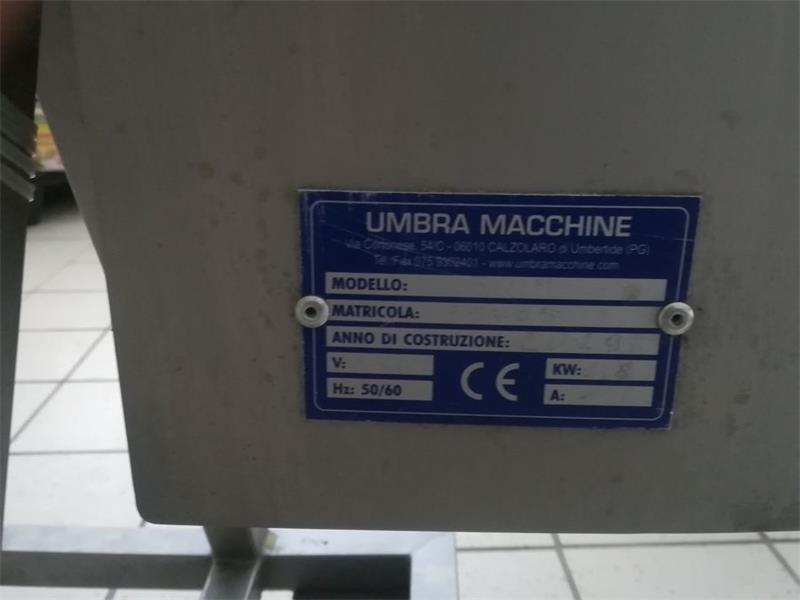 UMBRA MACCHINE
Via Cortonese, 54/C - 06010 CALZOLARO di Umbertide (PG)
Tel./Fax 075 9302401 - www.umbramacchine.com
MODELLO:
MATRICOLA:
ANNO DI COSTRUZIONE:
V: KW:
Hz: 50/60 CE A: